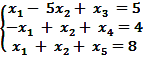 x₁ − 5x₂ + x₃ = 5
−x₁ + x₂ + x₄ = 4
x₁ + x₂ + x₅ = 8